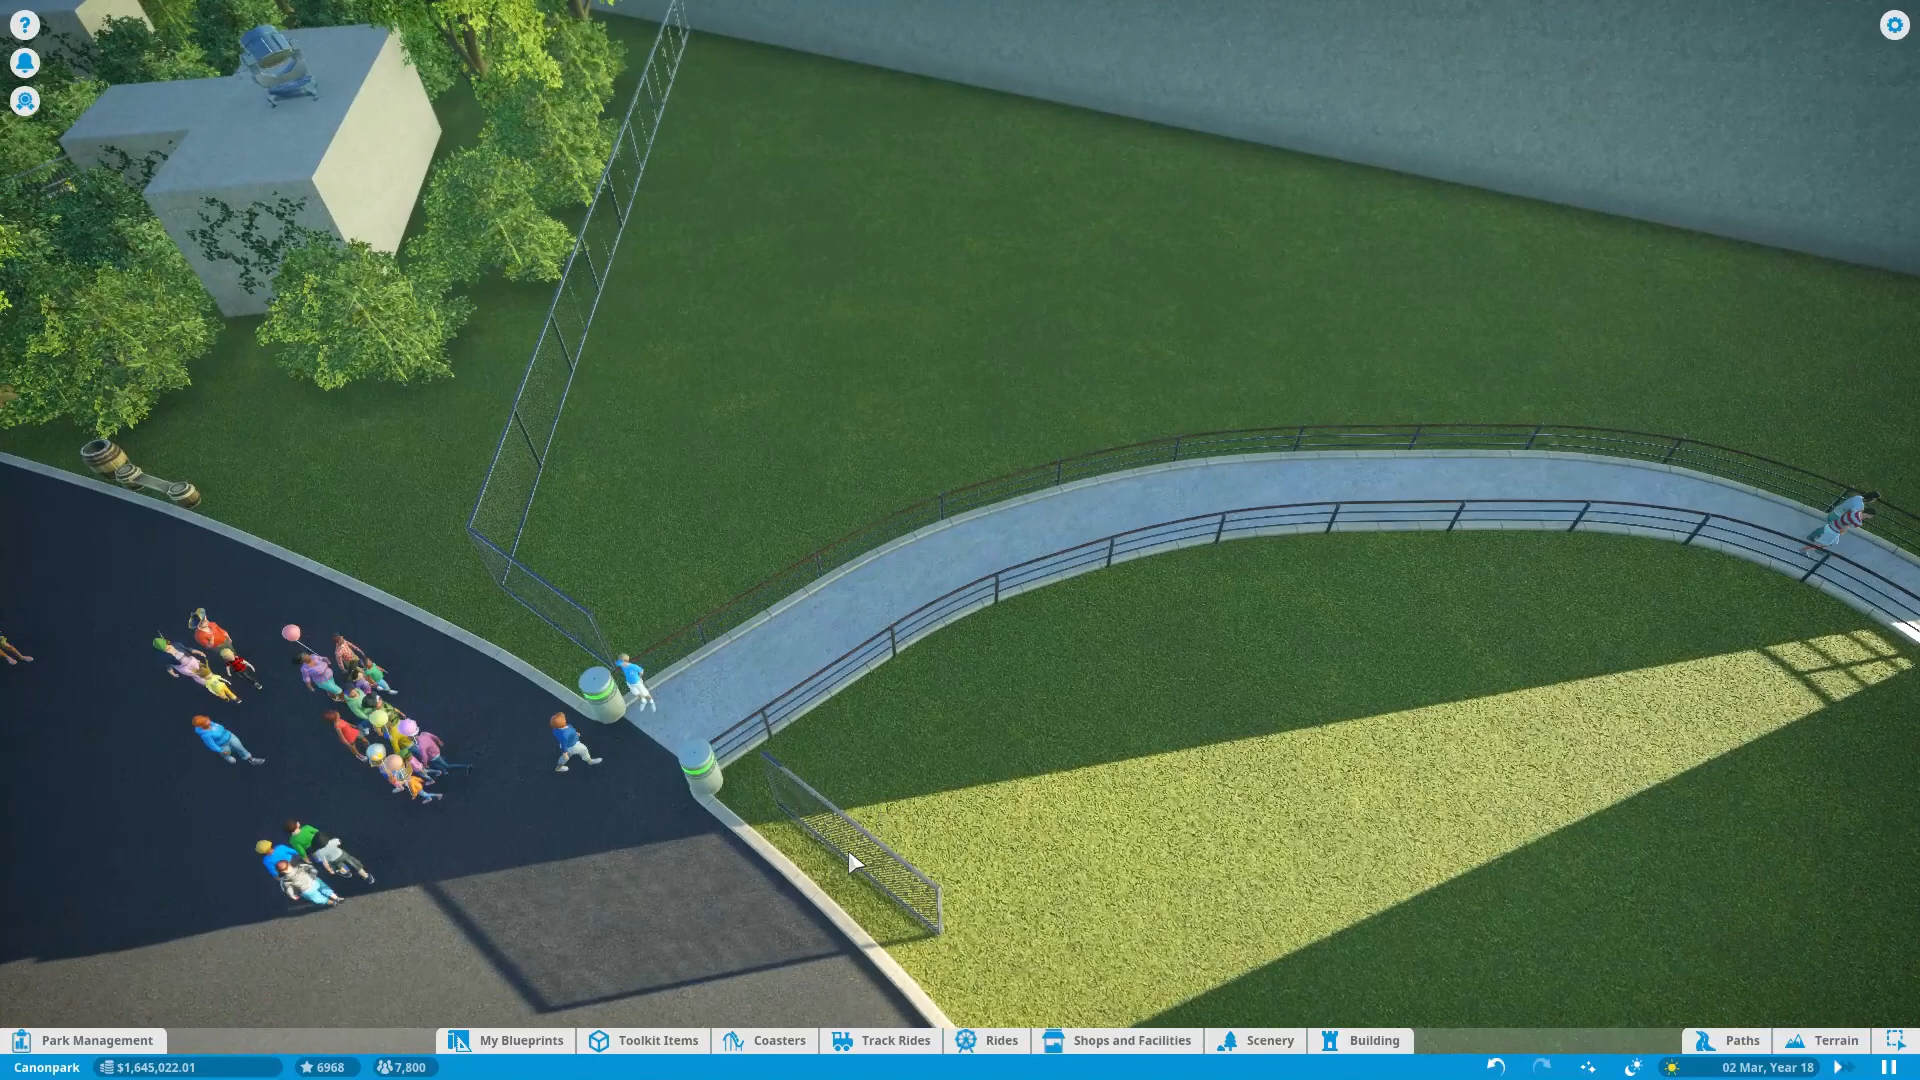 ?
Park Management
My Blueprints
Toolkit Items
Coasters
Track Rides
Rides
Shops and Facilities
Scenery
Building
Paths
Terrain
Canonpark
$1,645,022.01
6968
7,800
02 Mar, Year 18